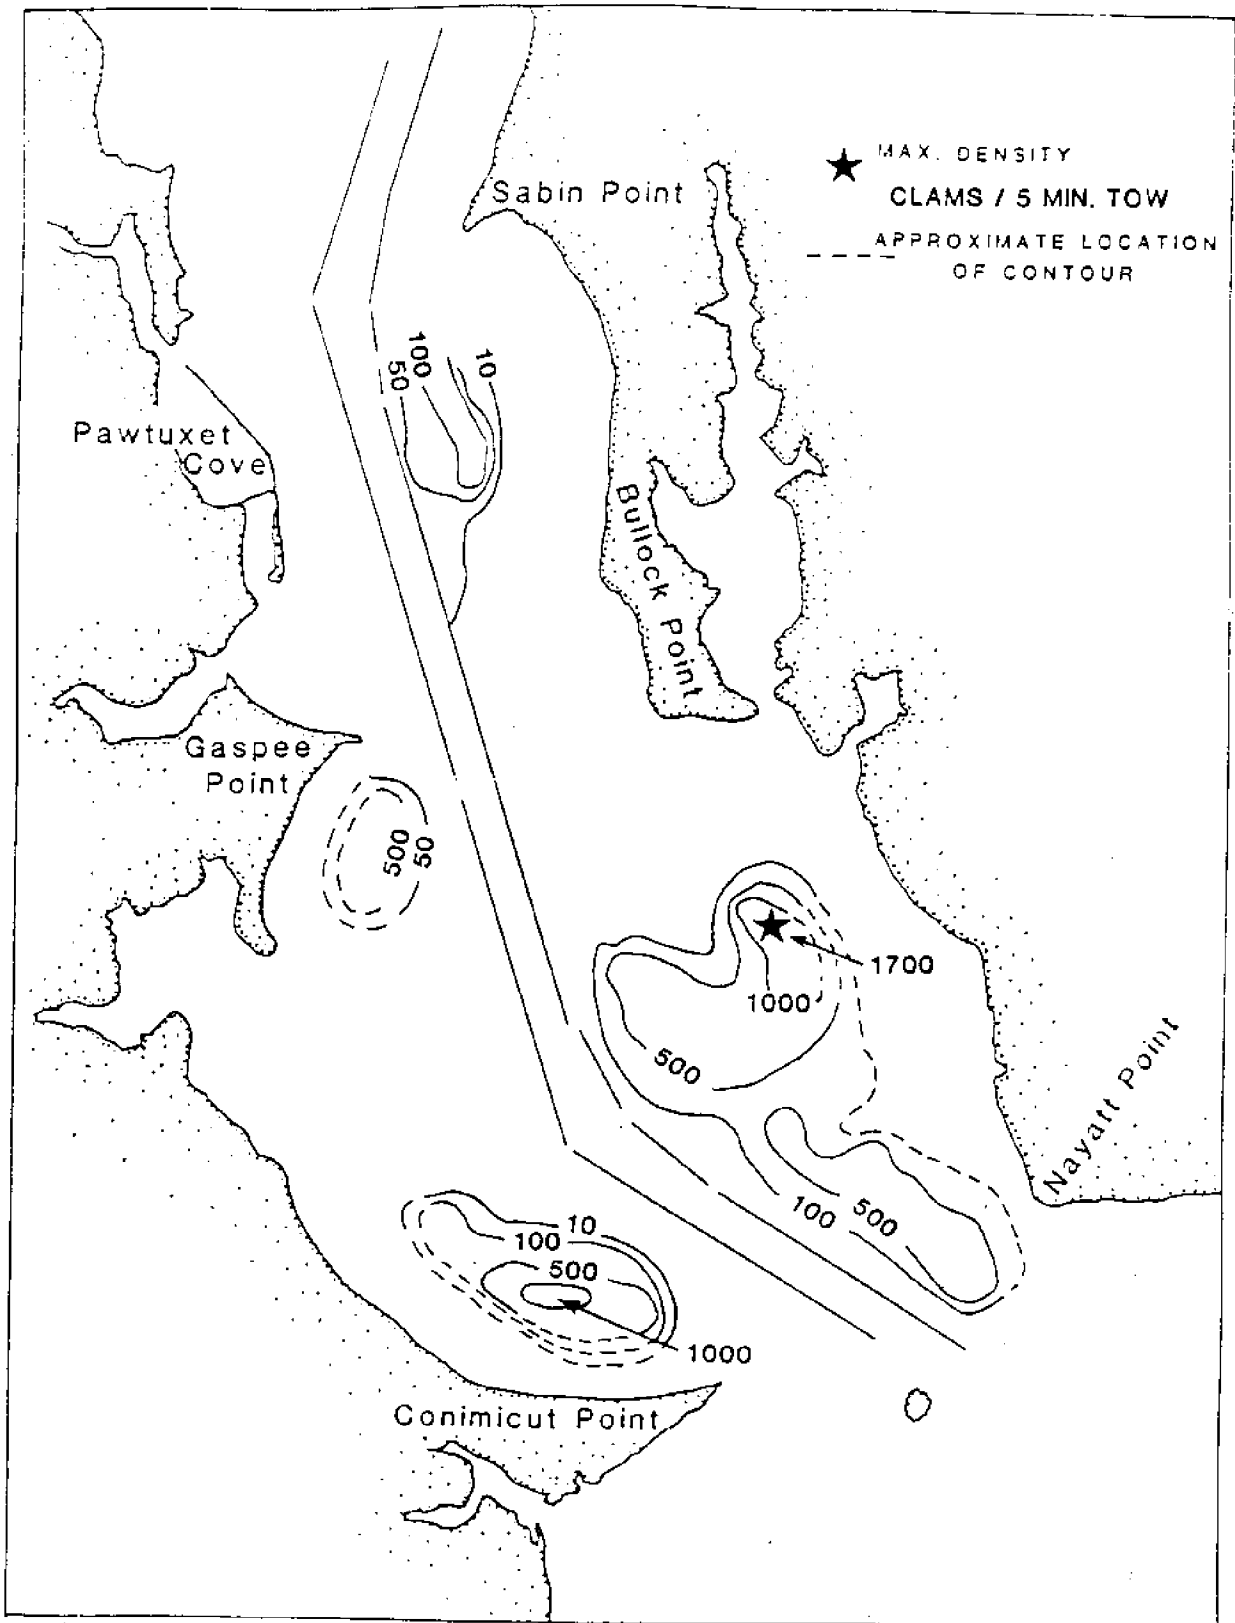 MAX. DENSITY
CLAMS / 5 MIN. TOW
APPROXIMATE LOCATION
OF CONTOUR
Sabin Point
50
100
10
Pawtuxet
Cove
Bullock Point
Gaspee
Point
500
50
1700
1000
500
Nayatt Point
100
500
10
100
500
1000
Conimicut Point